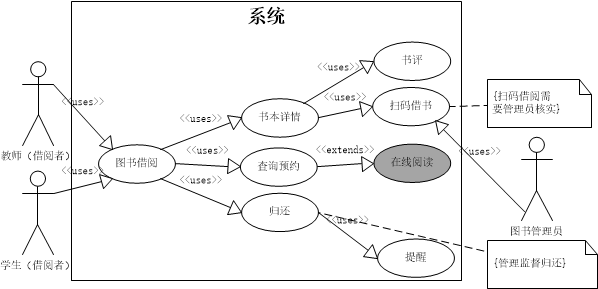 系统
<<uses>>
书评
<<uses>>
<<uses>>
扫码借书
{扫码借阅需
要管理员核实}
<<uses>>
书本详情
教师（借阅者）
图书借阅
<<uses>>
查询预约
<<extends>>
在线阅读
<<uses>>
<<uses>>
<<uses>>
归还
<<uses>>
图书管理员
学生（借阅者）
提醒
{管理监督归还}